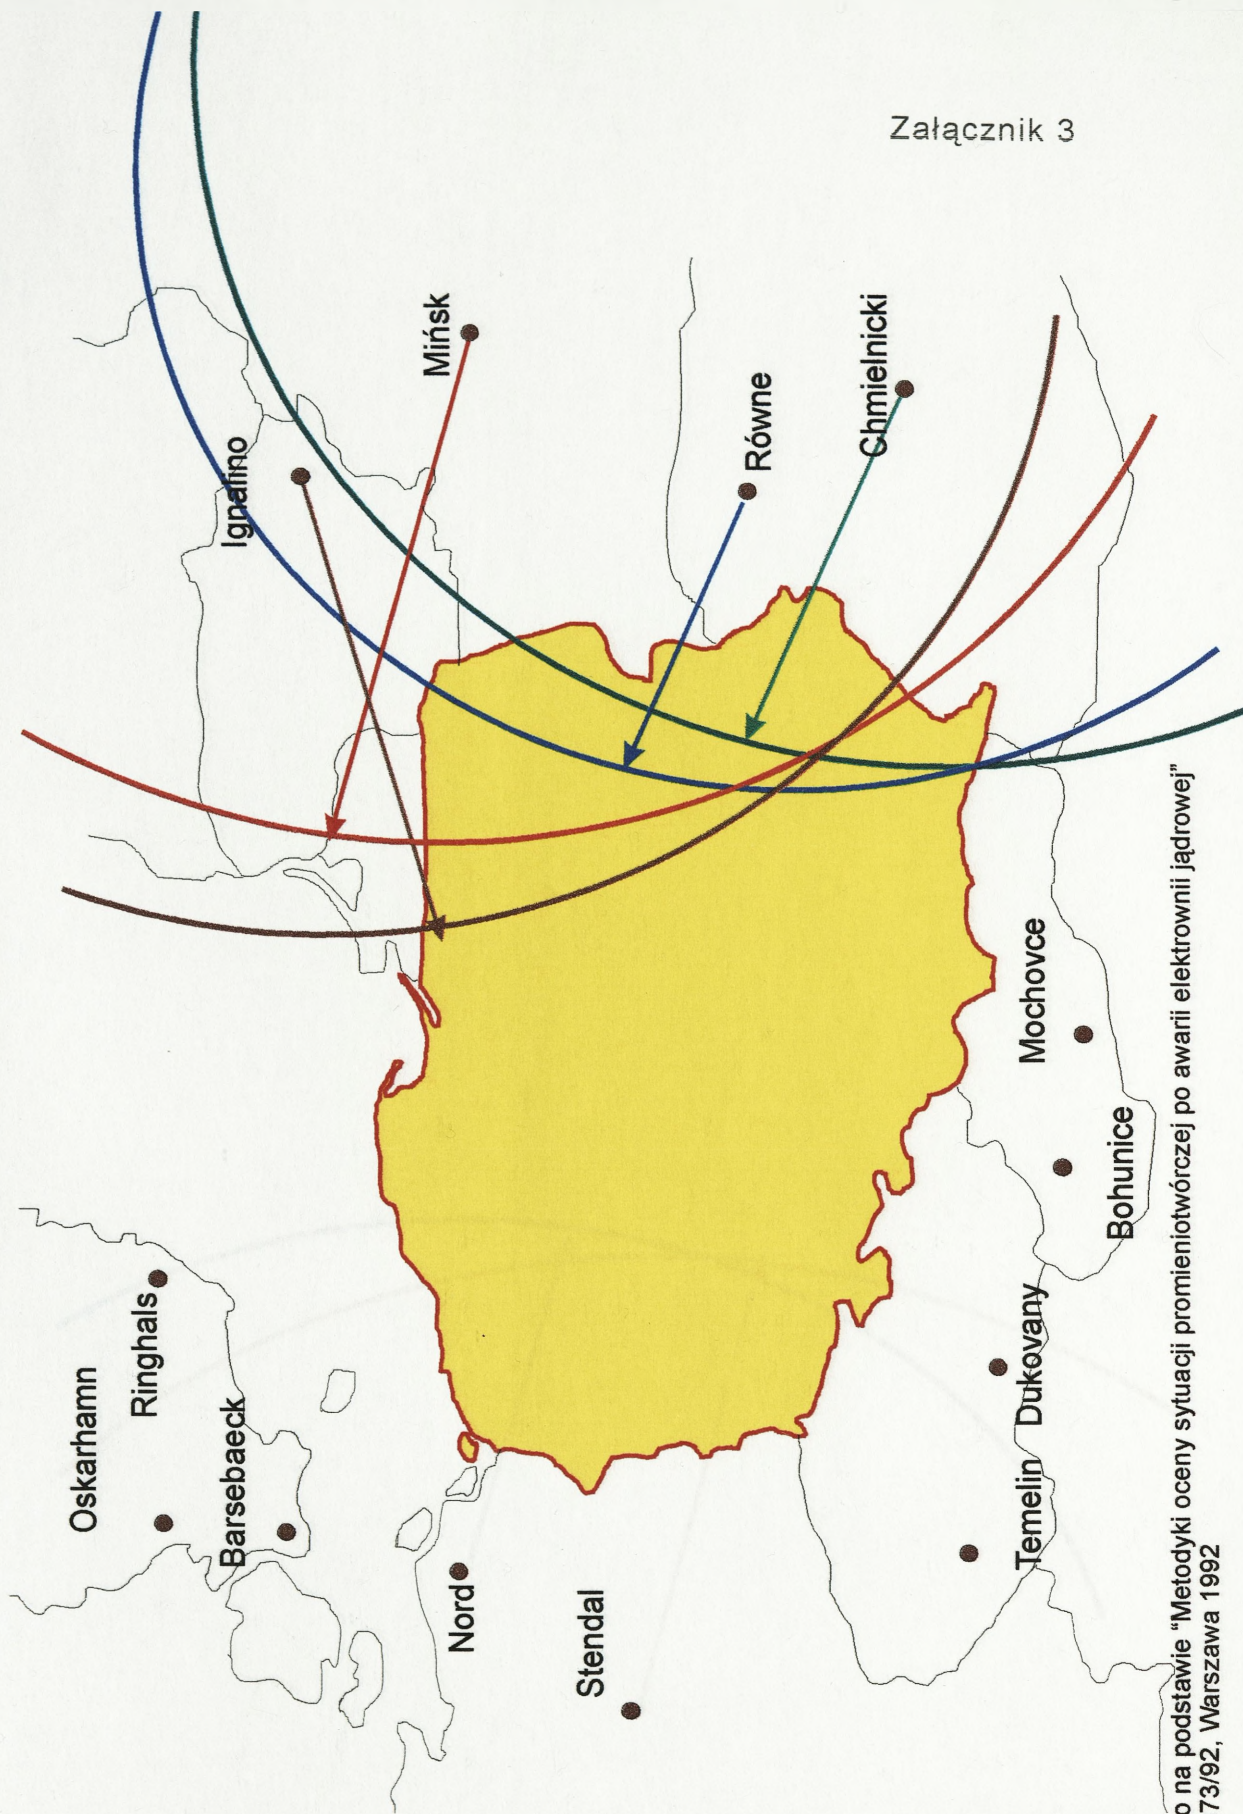 Załącznik 3
Oskarhamn
Ringhals
Barsebaeck
Nord
Stendal
Ignalino
Mińsk
Równe
Chmielnicki
Mochovce
Bohunice
Dukovany
Temelin
o na podstawie “Metodyki oceny sytuacji promieniotwórczej po awarii elektrownii jądrowej”
73/92, Warszawa 1992